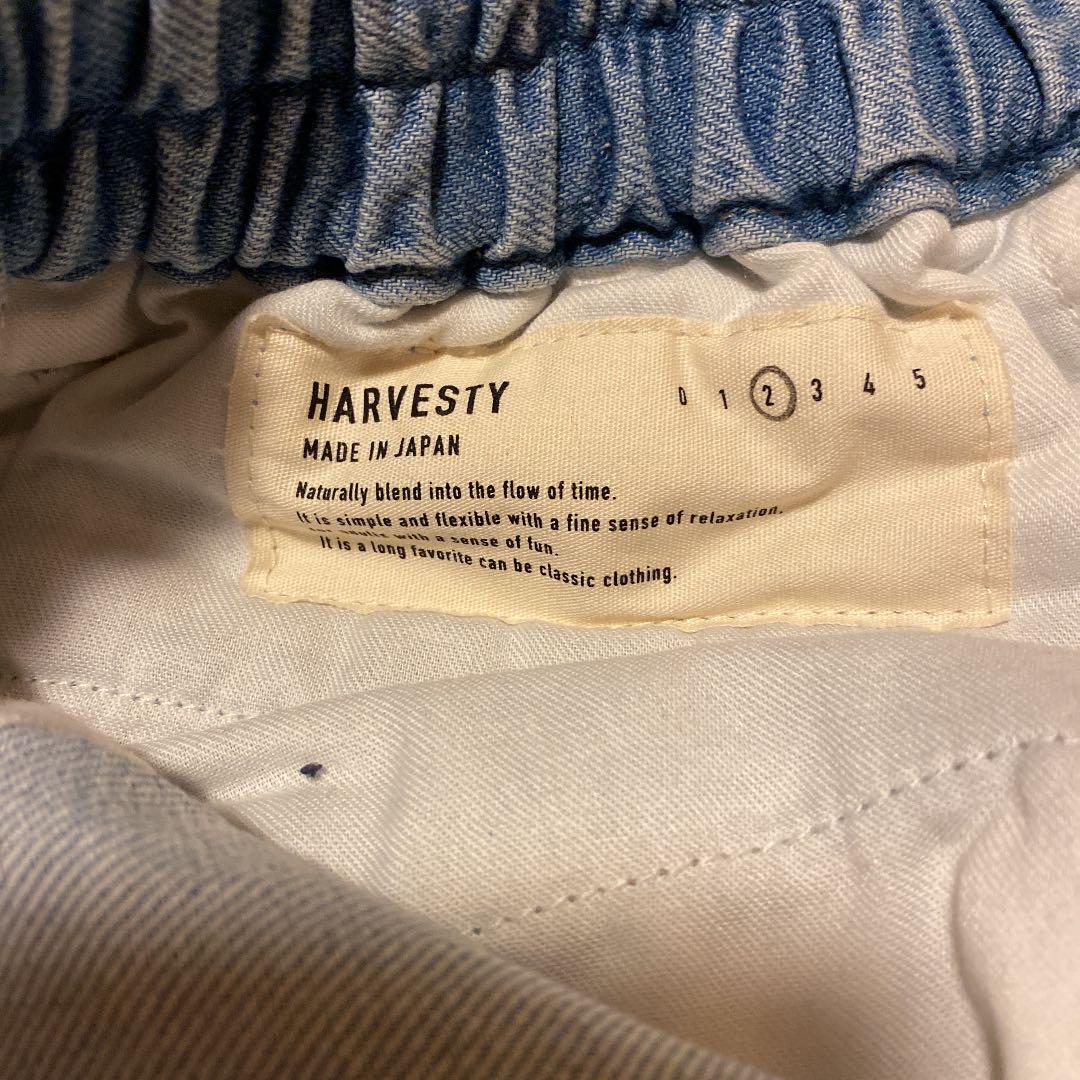 HARVESTY
0 1 2 3 4 5
MADE IN JAPAN
Naturally blend into the flow of time.
It is simple and flexible with a fine sense of relaxation,
with a sense of fun.
It is a long favorite can be classic clothing.